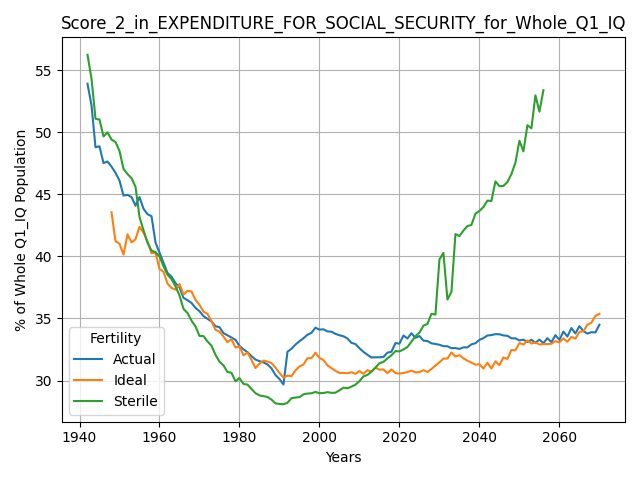 Score_2_in_EXPENDITURE_FOR_SOCIAL_SECURITY_for_Whole_Q1_IQ
% of Whole Q1_IQ Population
55
50
45
40
35
30
Fertility
Actual
Ideal
Sterile
1940 1960 1980 2000 2020 2040 2060
Years